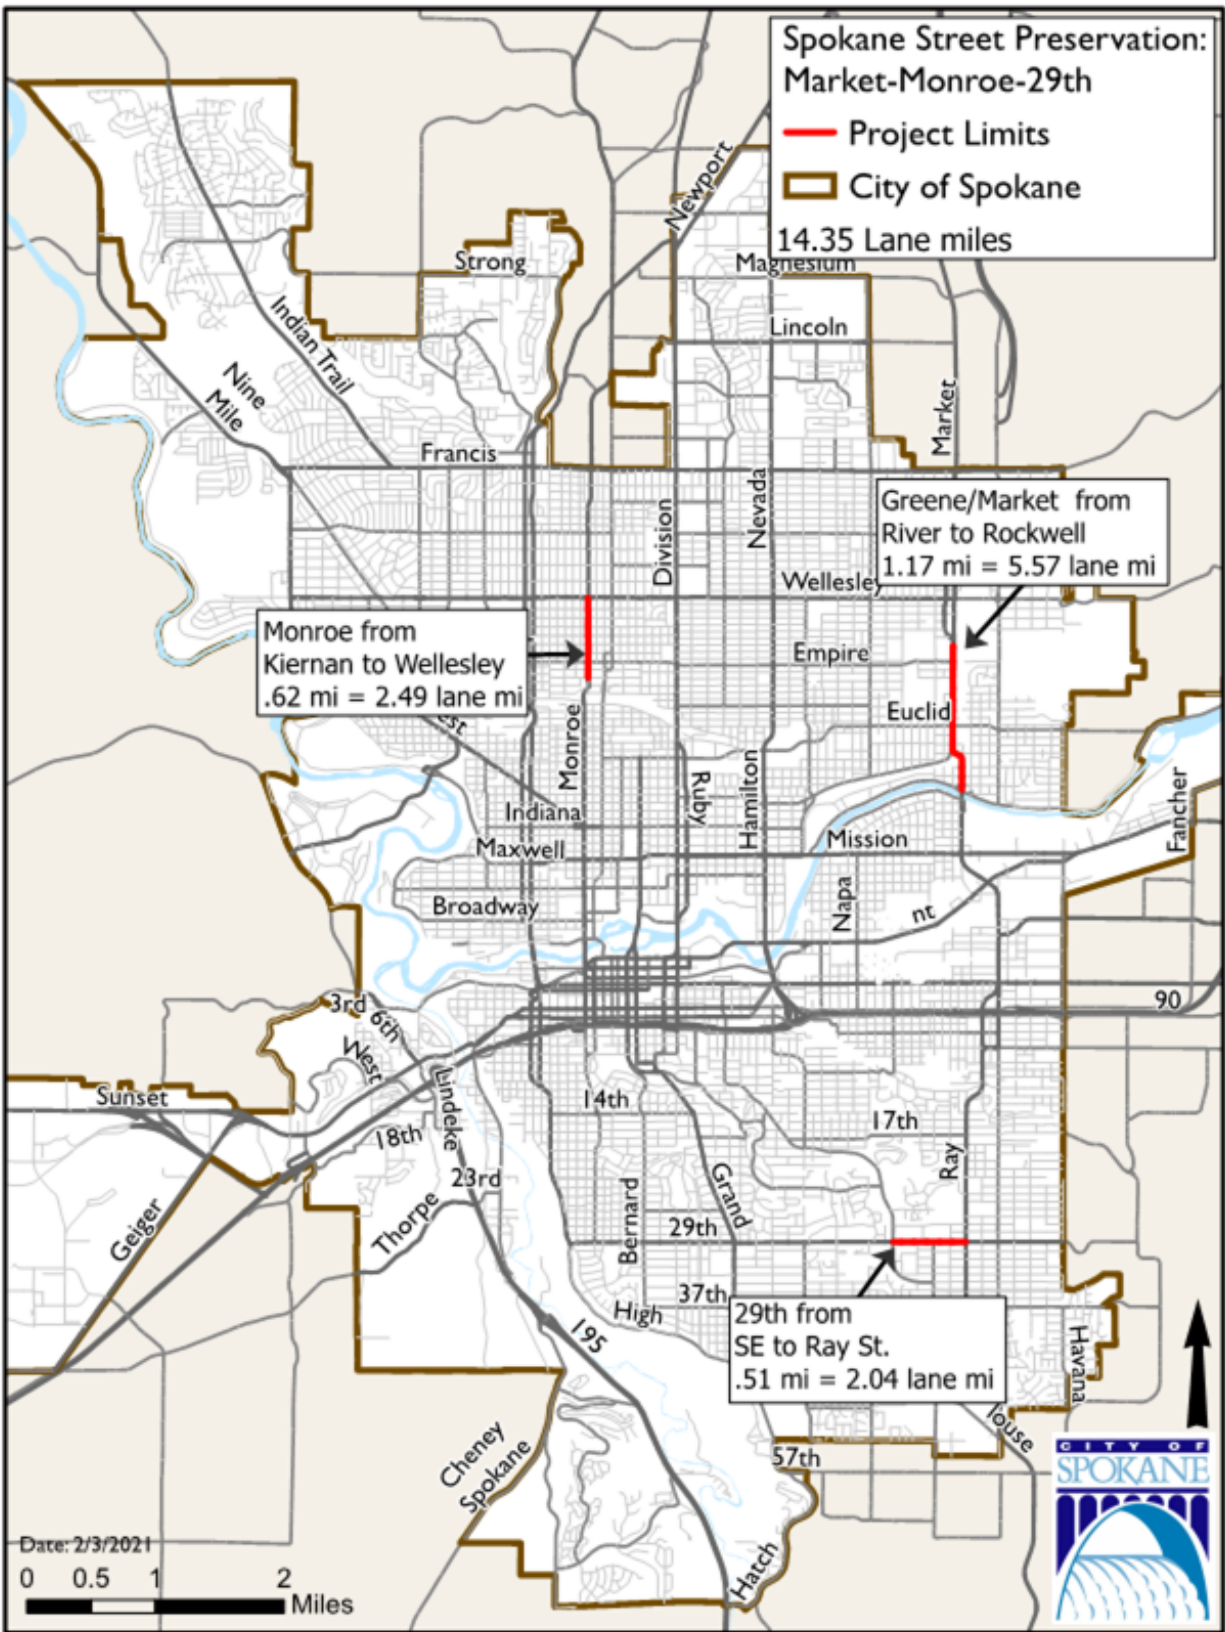 Spokane Street Preservation:
Market-Monroe-29th
Project Limits
City of Spokane
14.35 Lane miles
Newport
Strong
Magnesium
Lincoln
Indian Trail
Nine
Mile
Market
Francis
Nevada
Division
Greene/Market from
River to Rockwell
1.17 mi = 5.57 lane mi
Wellesley
Monroe from
Kiernan to Wellesley
.62 mi = 2.49 lane mi
Empire
Euclid
est
Monroe
Ruby
Hamilton
Fancher
Indiana
Maxwell
Mission
Napa
Broadway
nt
90
3rd
6th
West
Sunset
Lindeke
14th
17th
18th
Ray
23rd
Grand
Bernard
Thorpe
Geiger
29th
37th
High
195
29th from
SE to Ray St.
.51 mi = 2.04 lane mi
Havana
louse
57th
Cheney
Spokane
Hatch
CITY OF
SPOKANE
Date: 2/3/2021
0 0.5 1 2
Miles